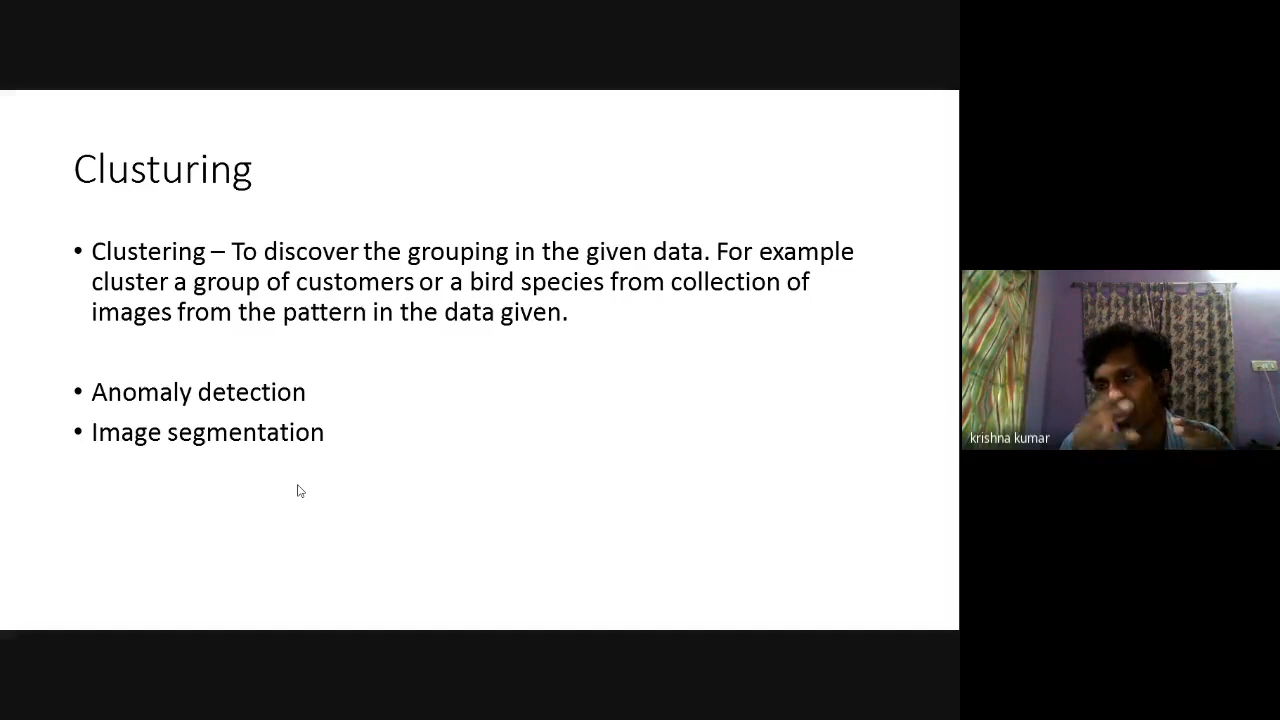 Clusturing
• Clustering – To discover the grouping in the given data. For example
cluster a group of customers or a bird species from collection of
images from the pattern in the data given.
• Anomaly detection
• Image segmentation
krishna kumar